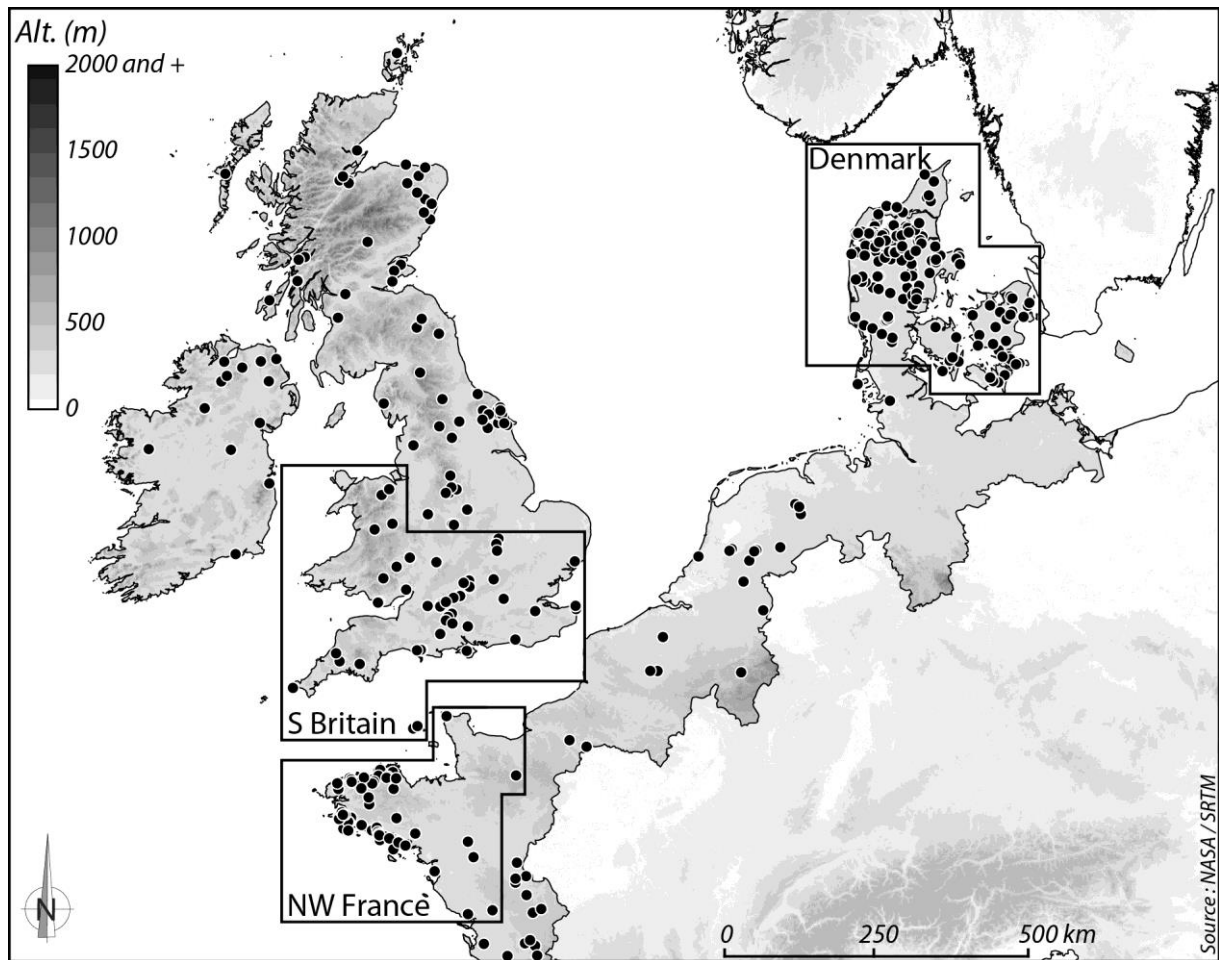 Alt. (m)
2000 and +
1500
1000
500
0
Denmark
S Britain
NW France
N
0 250 500 km
Source : NASA / SRTM